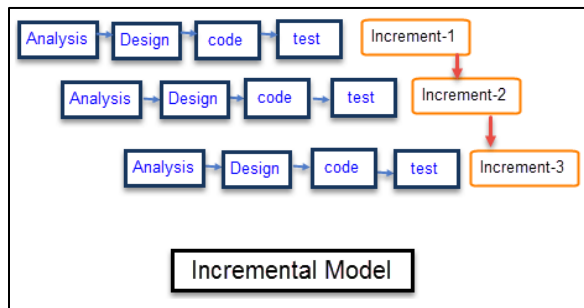 Analysis Design code test Increment-1
Analysis Design code test Increment-2
Analysis Design code test Increment-3
Incremental Model